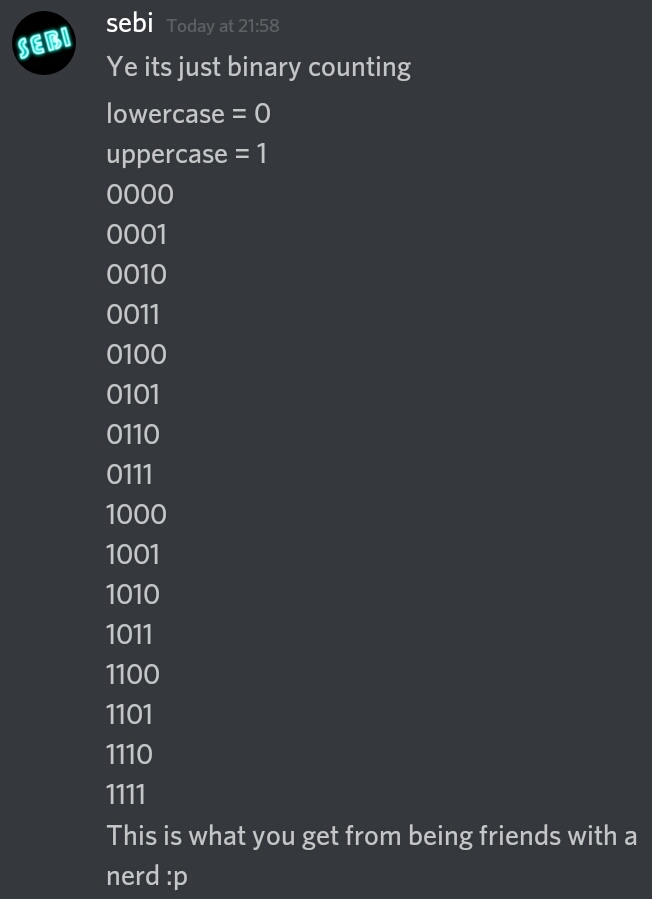 SEBI
sebi Today at 21:58
Ye its just binary counting
lowercase = 0
uppercase = 1
0000
0001
0010
0011
0100
0101
0110
0111
1000
1001
1010
1011
1100
1101
1110
1111
This is what you get from being friends with a
nerd :p